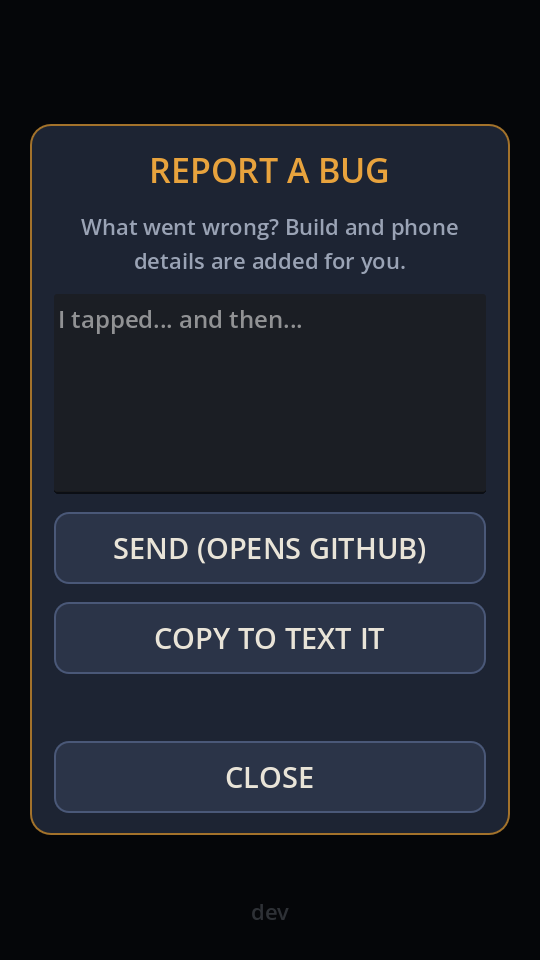 REPORT A BUG
What went wrong? Build and phone
details are added for you.
I tapped... and then...
SEND (OPENS GITHUB)
COPY TO TEXT IT
CLOSE
dev